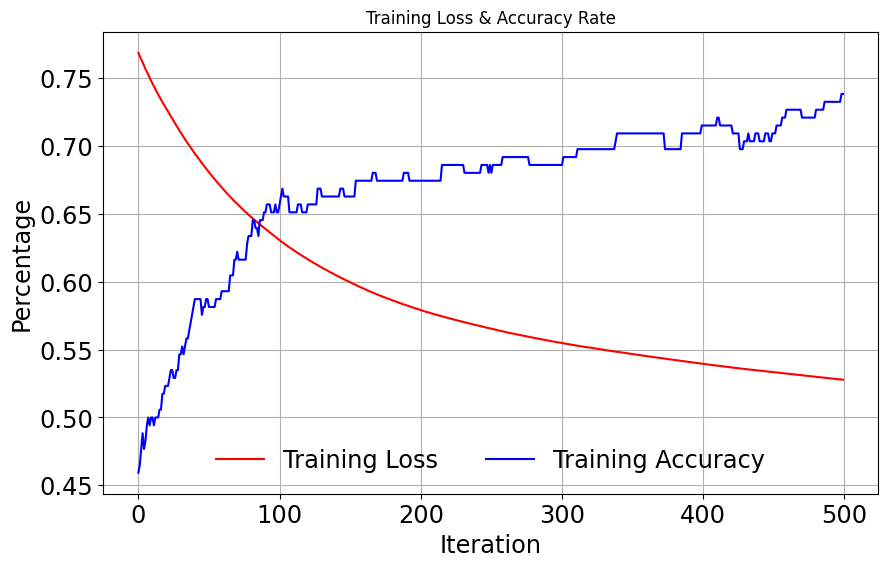 Training Loss & Accuracy Rate
Percentage
0.75
0.70
0.65
0.60
0.55
0.50
0.45
Training Loss Training Accuracy
0 100 200 300 400 500
Iteration